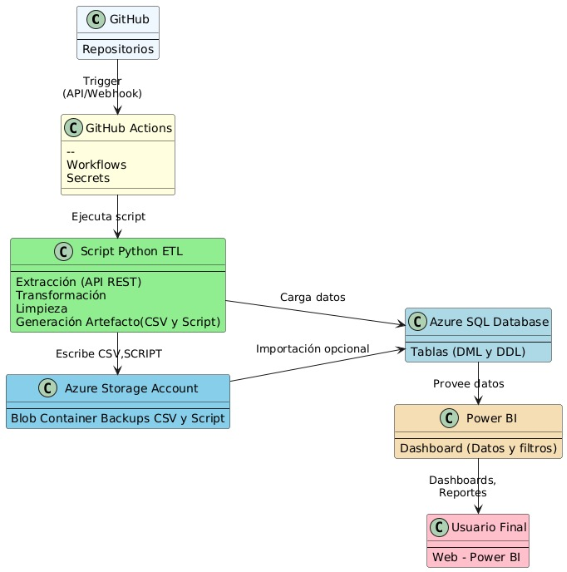 C GitHub
Repositorios
Trigger
(API/Webhook)
C GitHub Actions
--
Workflows
Secrets
Ejecuta script
C Script Python ETL
Extracción (API REST)
Transformación
Limpieza
Generación Artefacto(CSV y Script)
Carga datos
C Azure SQL Database
Tablas (DML y DDL)
Escribe CSV,SCRIPT
Importación opcional
C Azure Storage Account
Blob Container Backups CSV y Script
Provee datos
C Power BI
Dashboard (Datos y filtros)
Dashboards,
Reportes
C Usuario Final
Web - Power BI